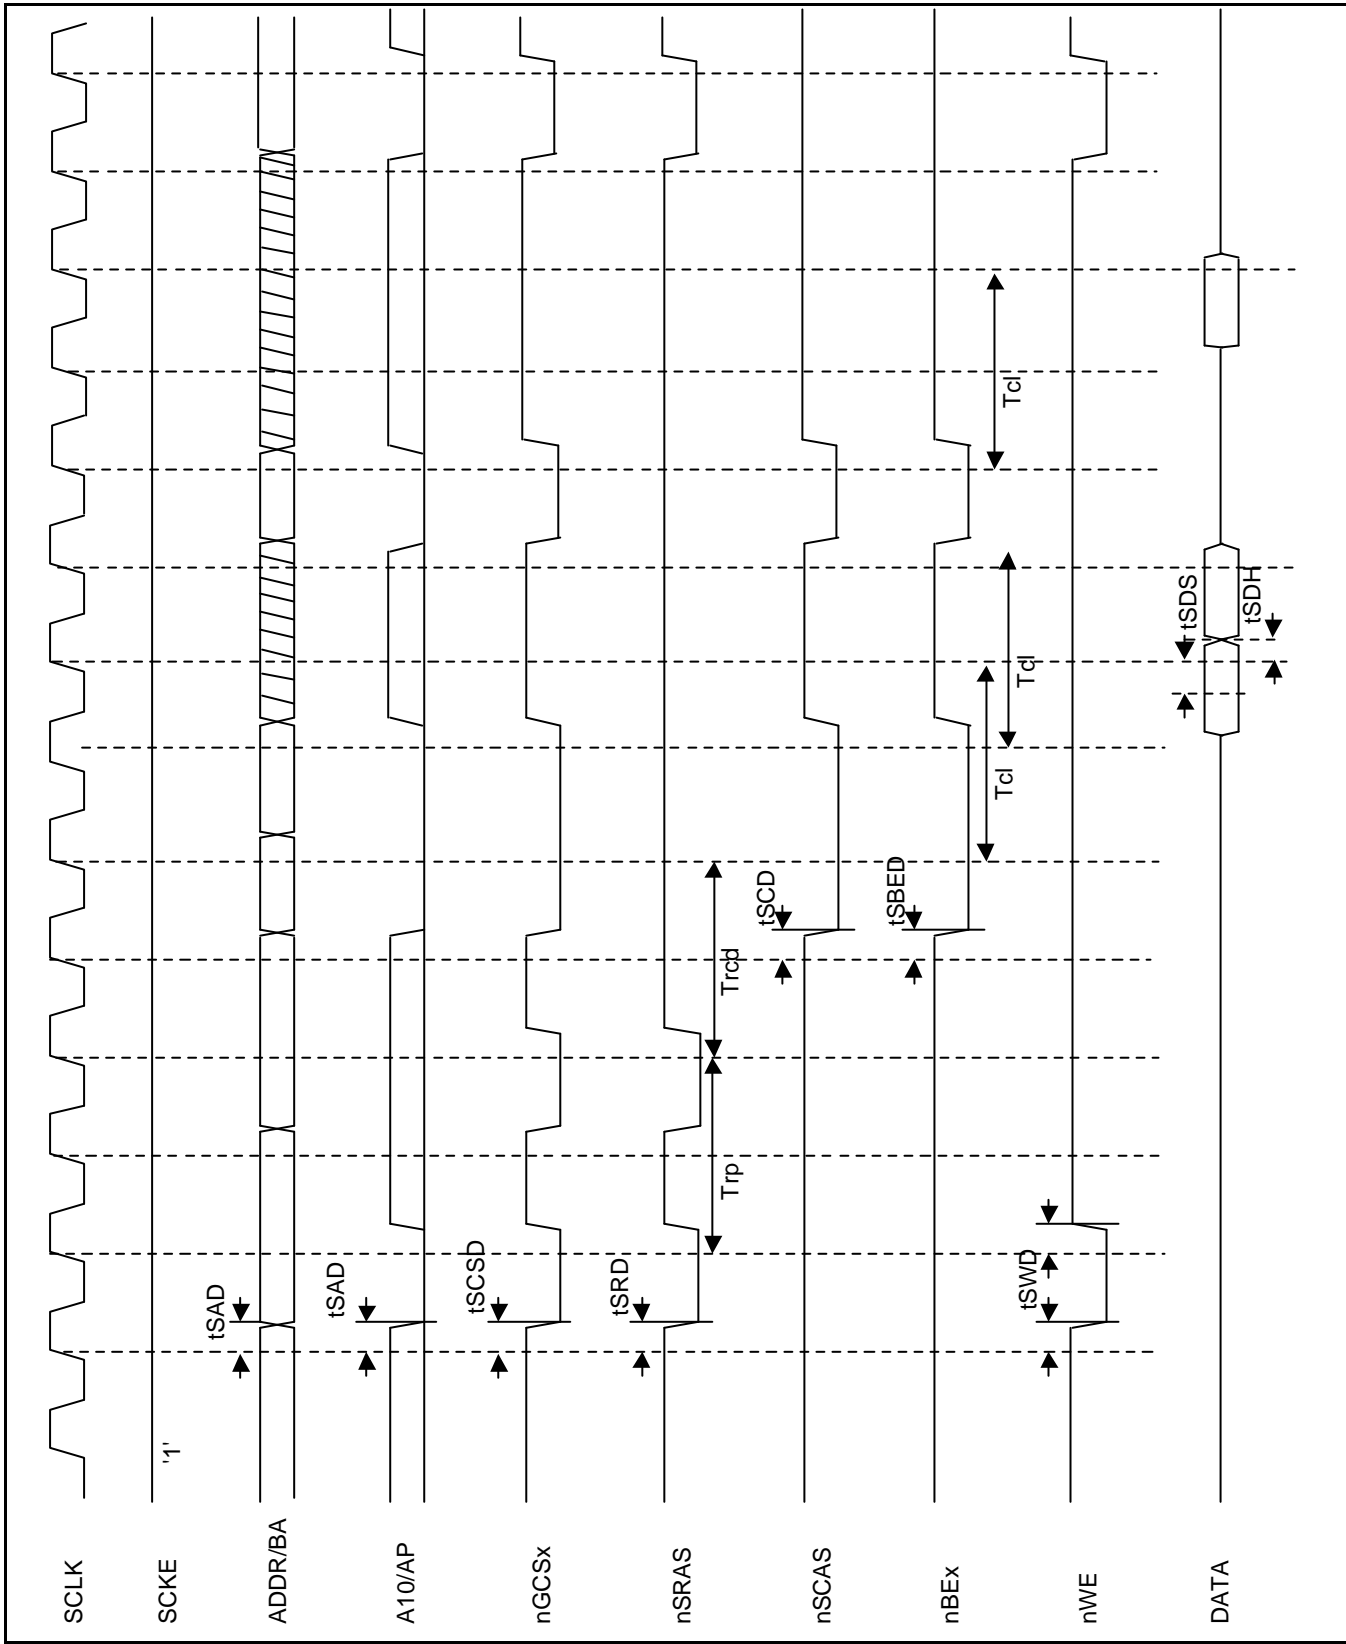 SCLK
SCKE
'1'
ADDR/BA
tSAD
A10/AP
tSAD
nGCSx
tSCSD
nSRAS
tSRD
Trp
Trcd
nSCAS
tSCD
nBEx
tSBED
Tcl
Tcl
Tcl
nWE
tSWD
DATA
tSDS
tSDH